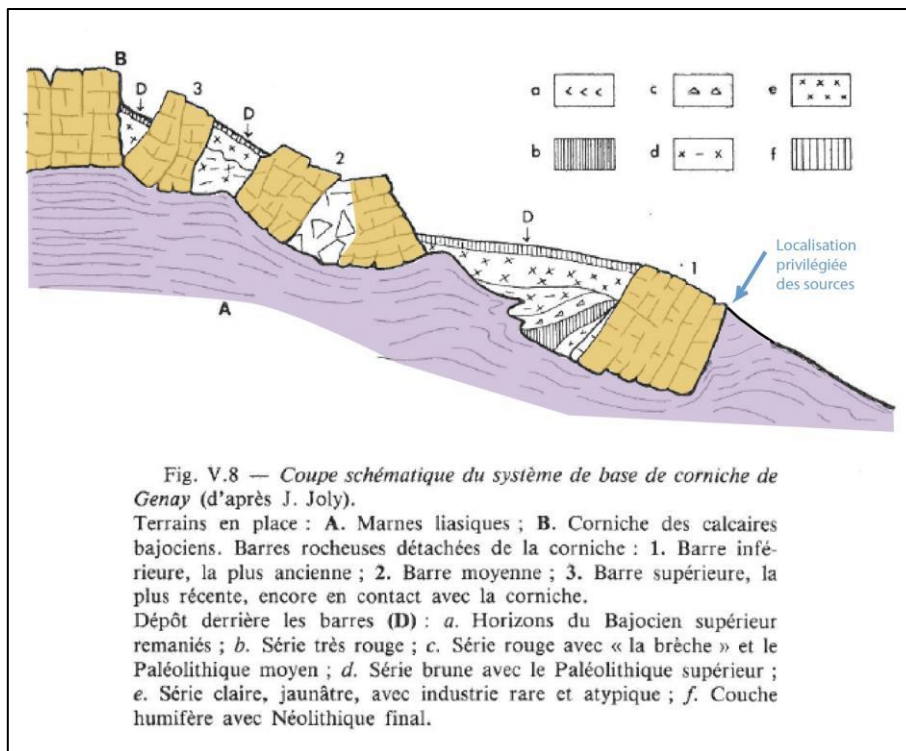 B
D
3
D
2
D
1
A
a
c
e
b
d
f
Localisation
privilégiée
des sources
Fig. V.8 — Coupe schématique du système de base de corniche de
Genay (d'après J. Joly).
Terrains en place : A. Marnes liasiques ; B. Corniche des calcaires
bajociens. Barres rocheuses détachées de la corniche : 1. Barre infé-
rieure, la plus ancienne ; 2. Barre moyenne ; 3. Barre supérieure, la
plus récente, encore en contact avec la corniche.
Dépôt derrière les barres (D) : a. Horizons du Bajocien supérieur
remaniés ; b. Série très rouge ; c. Série rouge avec « la brèche » et le
Paléolithique moyen ; d. Série brune avec le Paléolithique supérieur ;
e. Série claire, jaunâtre, avec industrie rare et atypique ; f. Couche
humifère avec Néolithique final.